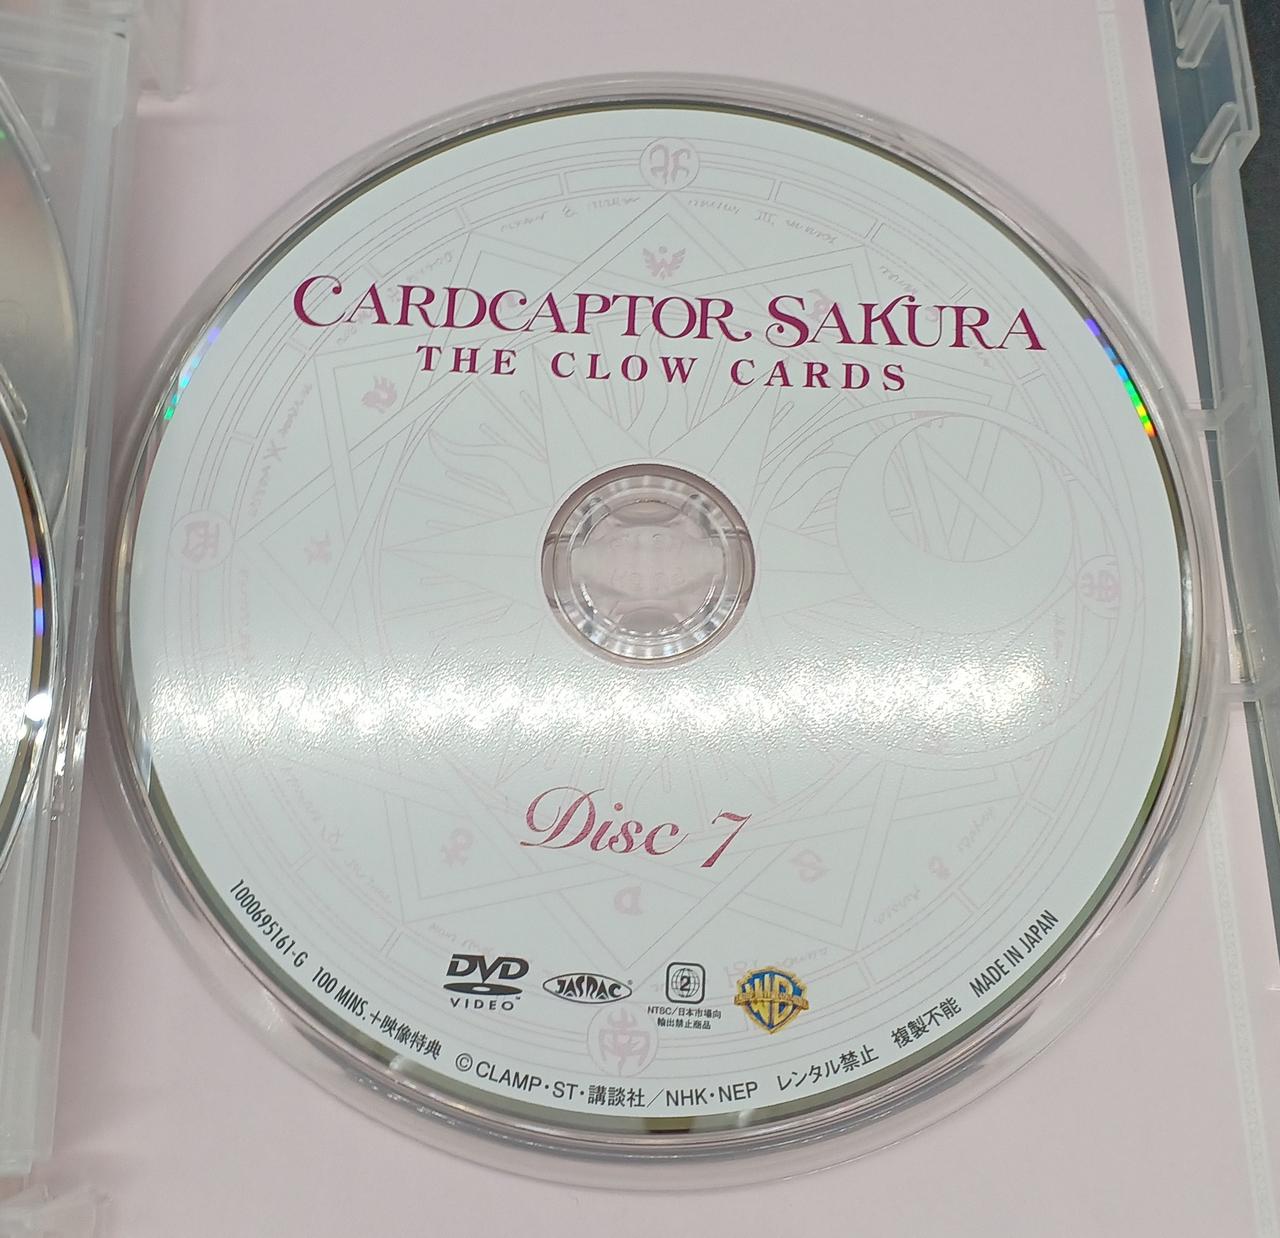 CARDCAPTOR SAKURA
THE CLOW CARDS
Disc 7
DVD
VIDEO
JASRAC
2
NTSC/日本市場向
輸出禁止商品
WB
1000695161-G 100 MINS.+映像特典 ©CLAMP・ST・講談社/NHK・NEP レンタル禁止 複製不能 MADE IN JAPAN